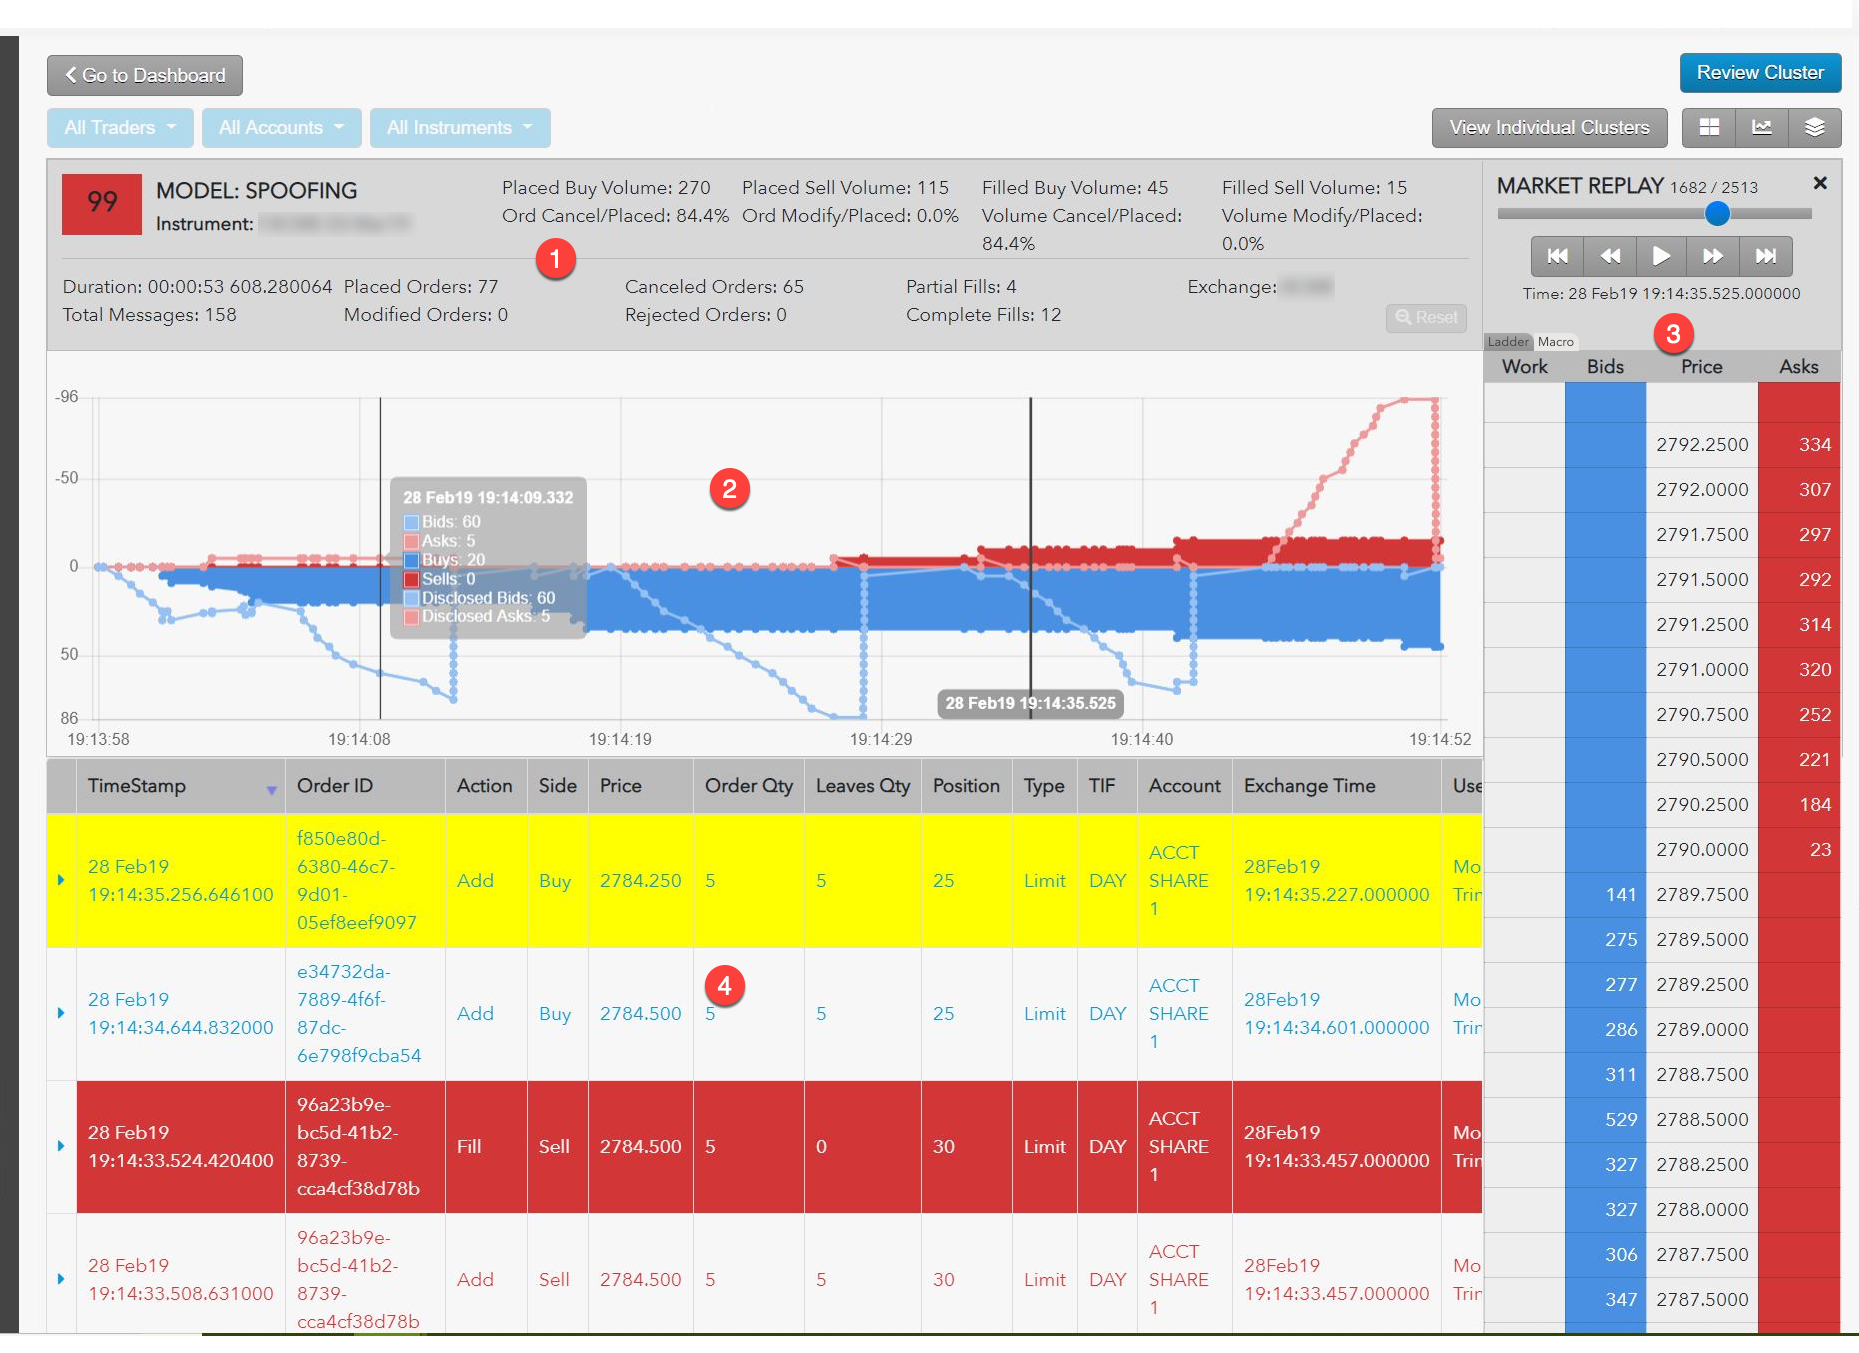 Go to Dashboard
Review Cluster
All Traders
All Accounts
All Instruments
View Individual Clusters
99
MODEL: SPOOFING
Instrument:
Placed Buy Volume: 270
Placed Sell Volume: 115
Filled Buy Volume: 45
Filled Sell Volume: 15
Ord Cancel/Placed: 84.4%
Ord Modify/Placed: 0.0%
Volume Cancel/Placed:
84.4%
Volume Modify/Placed:
0.0%
1
Duration: 00:00:53 608.280064
Placed Orders: 77
Canceled Orders: 65
Partial Fills: 4
Exchange:
Total Messages: 158
Modified Orders: 0
Rejected Orders: 0
Complete Fills: 12
Reset
MARKET REPLAY 1682 / 2513
Time: 28 Feb19 19:14:35.525.000000
3
Ladder
Macro
-96
-50
0
50
86
2
28 Feb19 19:14:09.332
Bids: 60
Asks: 5
Buys: 20
Sells: 0
Disclosed Bids: 60
Disclosed Asks: 5
28 Feb19 19:14:35.525
19:13:58
19:14:08
19:14:19
19:14:29
19:14:40
19:14:52
TimeStamp
Order ID
Action
Side
Price
Order Qty
Leaves Qty
Position
Type
TIF
Account
Exchange Time
Use
28 Feb19
19:14:35.256.646100
f850e80d-
6380-46c7-
9d01-
05ef8eef9097
Add
Buy
2784.250
5
5
25
Limit
DAY
ACCT
SHARE
1
28Feb19
19:14:35.227.000000
Mo
Trin
28 Feb19
19:14:34.644.832000
e34732da-
7889-4f6f-
87dc-
6e798f9cba54
Add
Buy
2784.500
4
5
5
25
Limit
DAY
ACCT
SHARE
1
28Feb19
19:14:34.601.000000
Mo
Trin
28 Feb19
19:14:33.524.420400
96a23b9e-
bc5d-41b2-
8739-
cca4cf38d78b
Fill
Sell
2784.500
5
0
30
Limit
DAY
ACCT
SHARE
1
28Feb19
19:14:33.457.000000
Mo
Trin
28 Feb19
19:14:33.508.631000
96a23b9e-
bc5d-41b2-
8739-
cca4cf38d78b
Add
Sell
2784.500
5
5
30
Limit
DAY
ACCT
SHARE
1
28Feb19
19:14:33.457.000000
Mo
Trin
Work Bids Price Asks
2792.2500 334
2792.0000 307
2791.7500 297
2791.5000 292
2791.2500 314
2791.0000 320
2790.7500 252
2790.5000 221
2790.2500 184
2790.0000 23
141 2789.7500
275 2789.5000
277 2789.2500
286 2789.0000
311 2788.7500
529 2788.5000
327 2788.2500
327 2788.0000
306 2787.7500
347 2787.5000